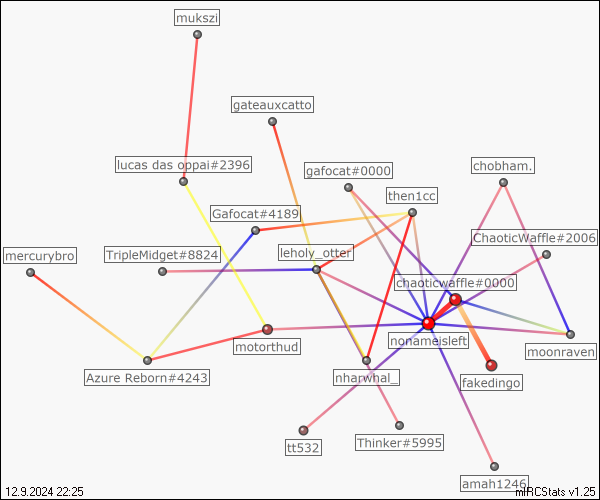 mukszi
gateauxcatto
lucas das oppai#2396
gafocat#0000
chobham.
then1cc
Gafocat#4189
ChaoticWaffle#2006
mercurybro
TripleMidget#8824
leholy_otter
chaoticwaffle#0000
motorthud
nonameisleft
moonraven
Azure Reborn#4243
nharwhal_
fakedingo
tt532
Thinker#5995
amah1246
12.9.2024 22:25
mIRCStats v1.25